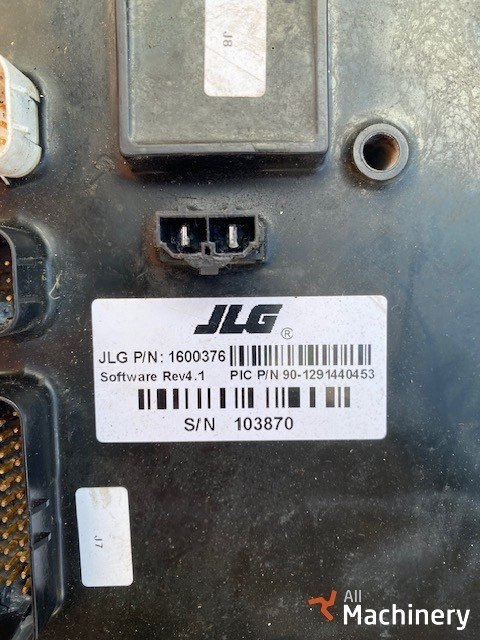 J8
JLG ®
JLG P/N: 1600376
Software Rev4.1 PIC P/N 90-1291440453
S/N 103870
J7
All
Machinery